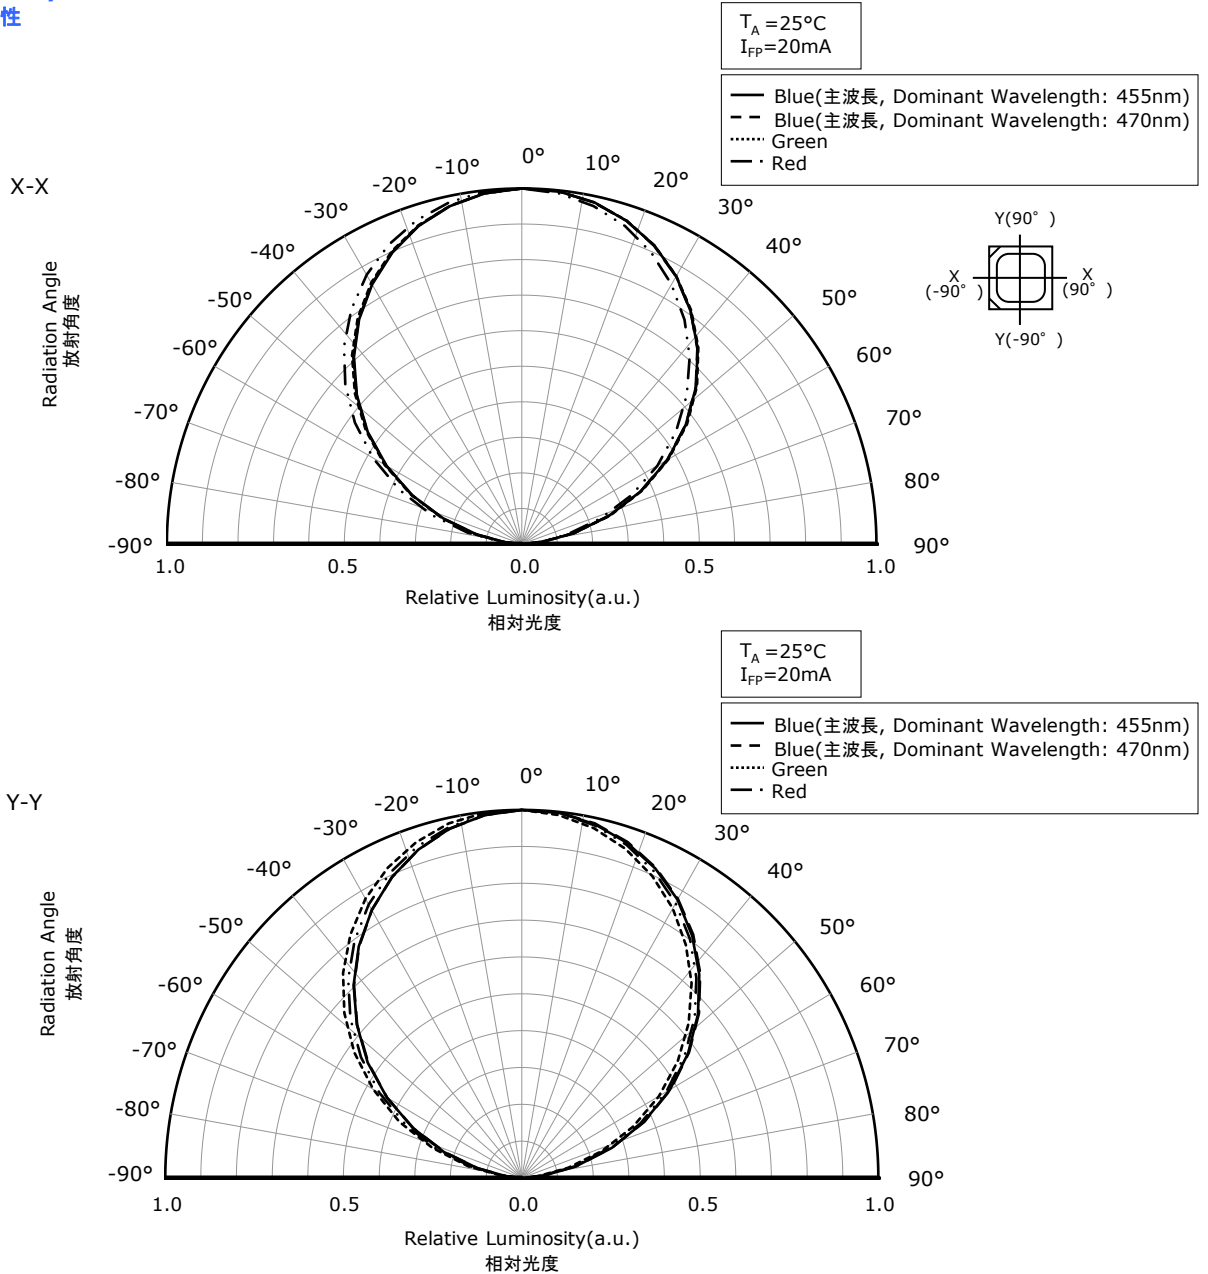 性
T_A =25°C
I_FP=20mA
Blue(主波長, Dominant Wavelength: 455nm)
Blue(主波長, Dominant Wavelength: 470nm)
Green
Red
X-X
-90°
-80°
-70°
-60°
-50°
-40°
-30°
-20°
-10°
0°
10°
20°
30°
40°
50°
60°
70°
80°
90°
Radiation Angle
放射角度
Y(90°)
X
(-90°)
X
(90°)
Y(-90°)
1.0 0.5 0.0 0.5 1.0
Relative Luminosity(a.u.)
相対光度
T_A =25°C
I_FP=20mA
Blue(主波長, Dominant Wavelength: 455nm)
Blue(主波長, Dominant Wavelength: 470nm)
Green
Red
Y-Y
-90°
-80°
-70°
-60°
-50°
-40°
-30°
-20°
-10°
0°
10°
20°
30°
40°
50°
60°
70°
80°
90°
Radiation Angle
放射角度
1.0 0.5 0.0 0.5 1.0
Relative Luminosity(a.u.)
相対光度